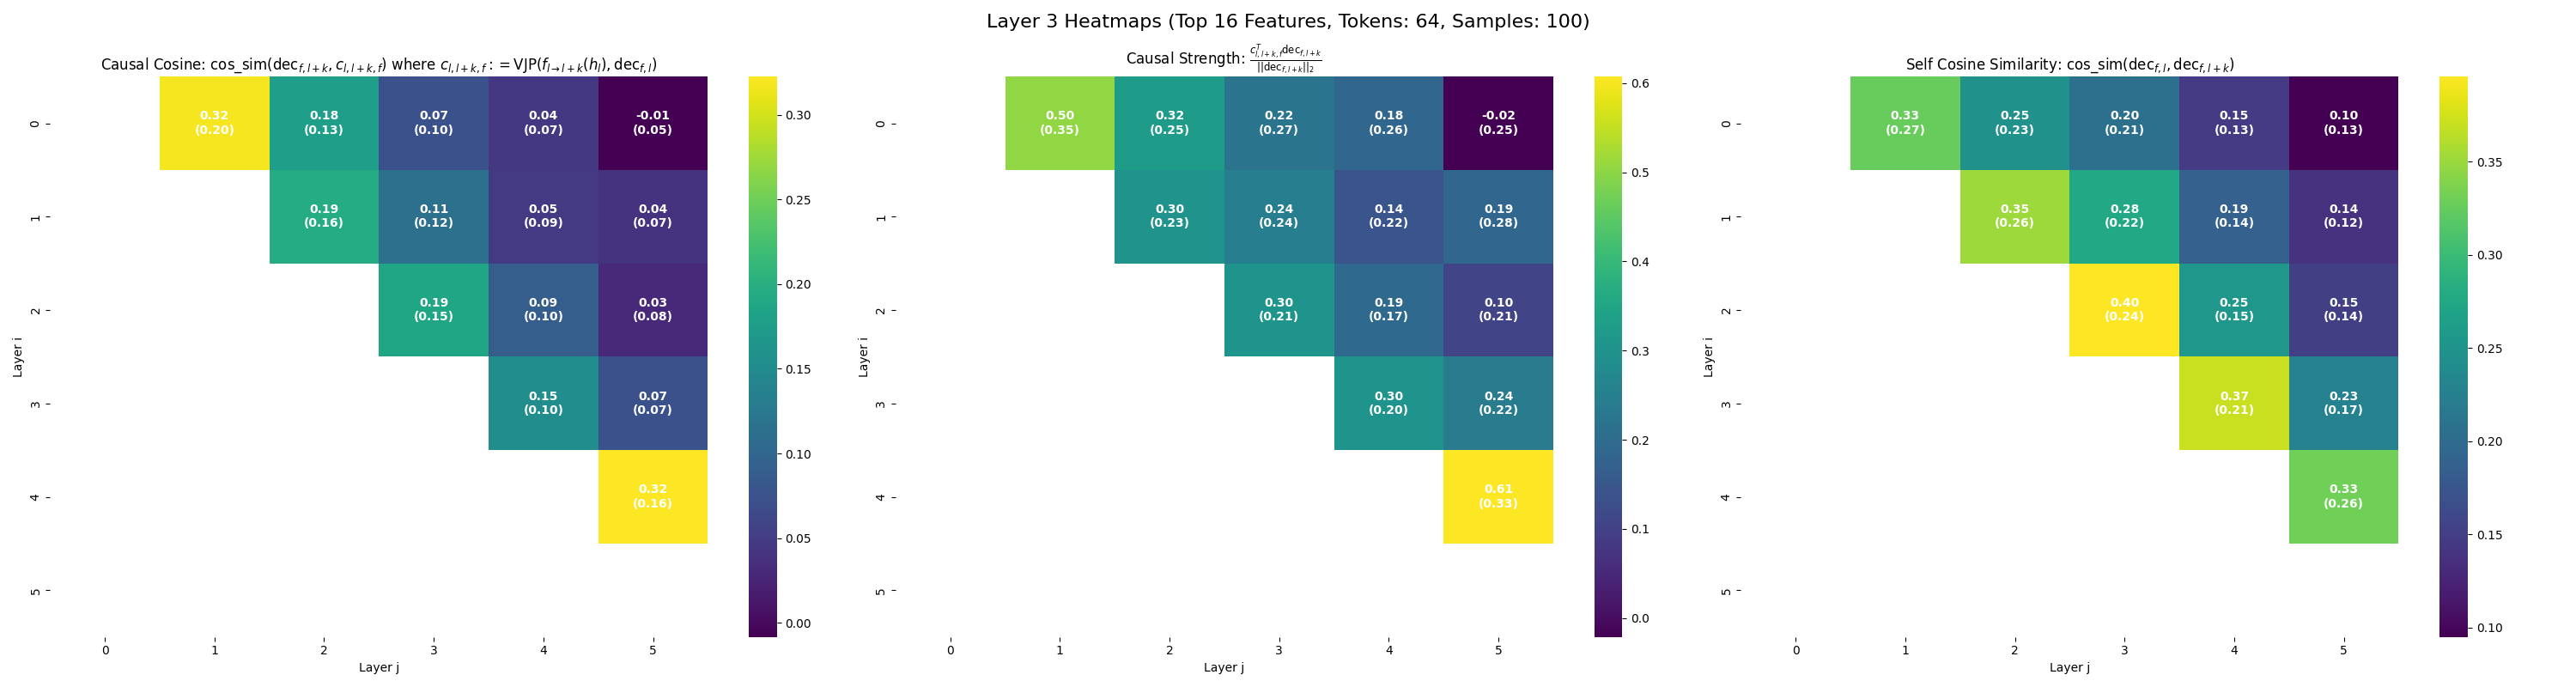 Layer 3 Heatmaps (Top 16 Features, Tokens: 64, Samples: 100)
Causal Cosine: cos_sim(dec_{f,l+k}, c_{l,l+k,f}) where c_{l,l+k,f} := VJP(f_{l→l+k}(h_l), dec_{f,l})
0.32 0.18 0.07 0.04 -0.01
(0.20) (0.13) (0.10) (0.07) (0.05)
0.19 0.11 0.05 0.04
(0.16) (0.12) (0.09) (0.07)
0.19 0.09 0.03
(0.15) (0.10) (0.08)
0.15 0.07
(0.10) (0.07)
0.32
(0.16)
0
1
2
3
4
5
Layer i
0 1 2 3 4 5
Layer j
0.30
0.25
0.20
0.15
0.10
0.05
0.00
Causal Strength: c^T_{l,l+k,f} dec_{f,l+k} / ||dec_{f,l+k}||_2
0.50 0.32 0.22 0.18 -0.02
(0.35) (0.25) (0.27) (0.26) (0.25)
0.30 0.24 0.14 0.19
(0.23) (0.24) (0.22) (0.28)
0.30 0.19 0.10
(0.21) (0.17) (0.21)
0.30 0.24
(0.20) (0.22)
0.61
(0.33)
0
1
2
3
4
5
Layer i
0 1 2 3 4 5
Layer j
0.6
0.5
0.4
0.3
0.2
0.1
0.0
Self Cosine Similarity: cos_sim(dec_{f,l}, dec_{f,l+k})
0.33 0.25 0.20 0.15 0.10
(0.27) (0.23) (0.21) (0.13) (0.13)
0.35 0.28 0.19 0.14
(0.26) (0.22) (0.14) (0.12)
0.40 0.25 0.15
(0.24) (0.15) (0.14)
0.37 0.23
(0.21) (0.17)
0.33
(0.26)
0
1
2
3
4
5
Layer i
0 1 2 3 4 5
Layer j
0.35
0.30
0.25
0.20
0.15
0.10